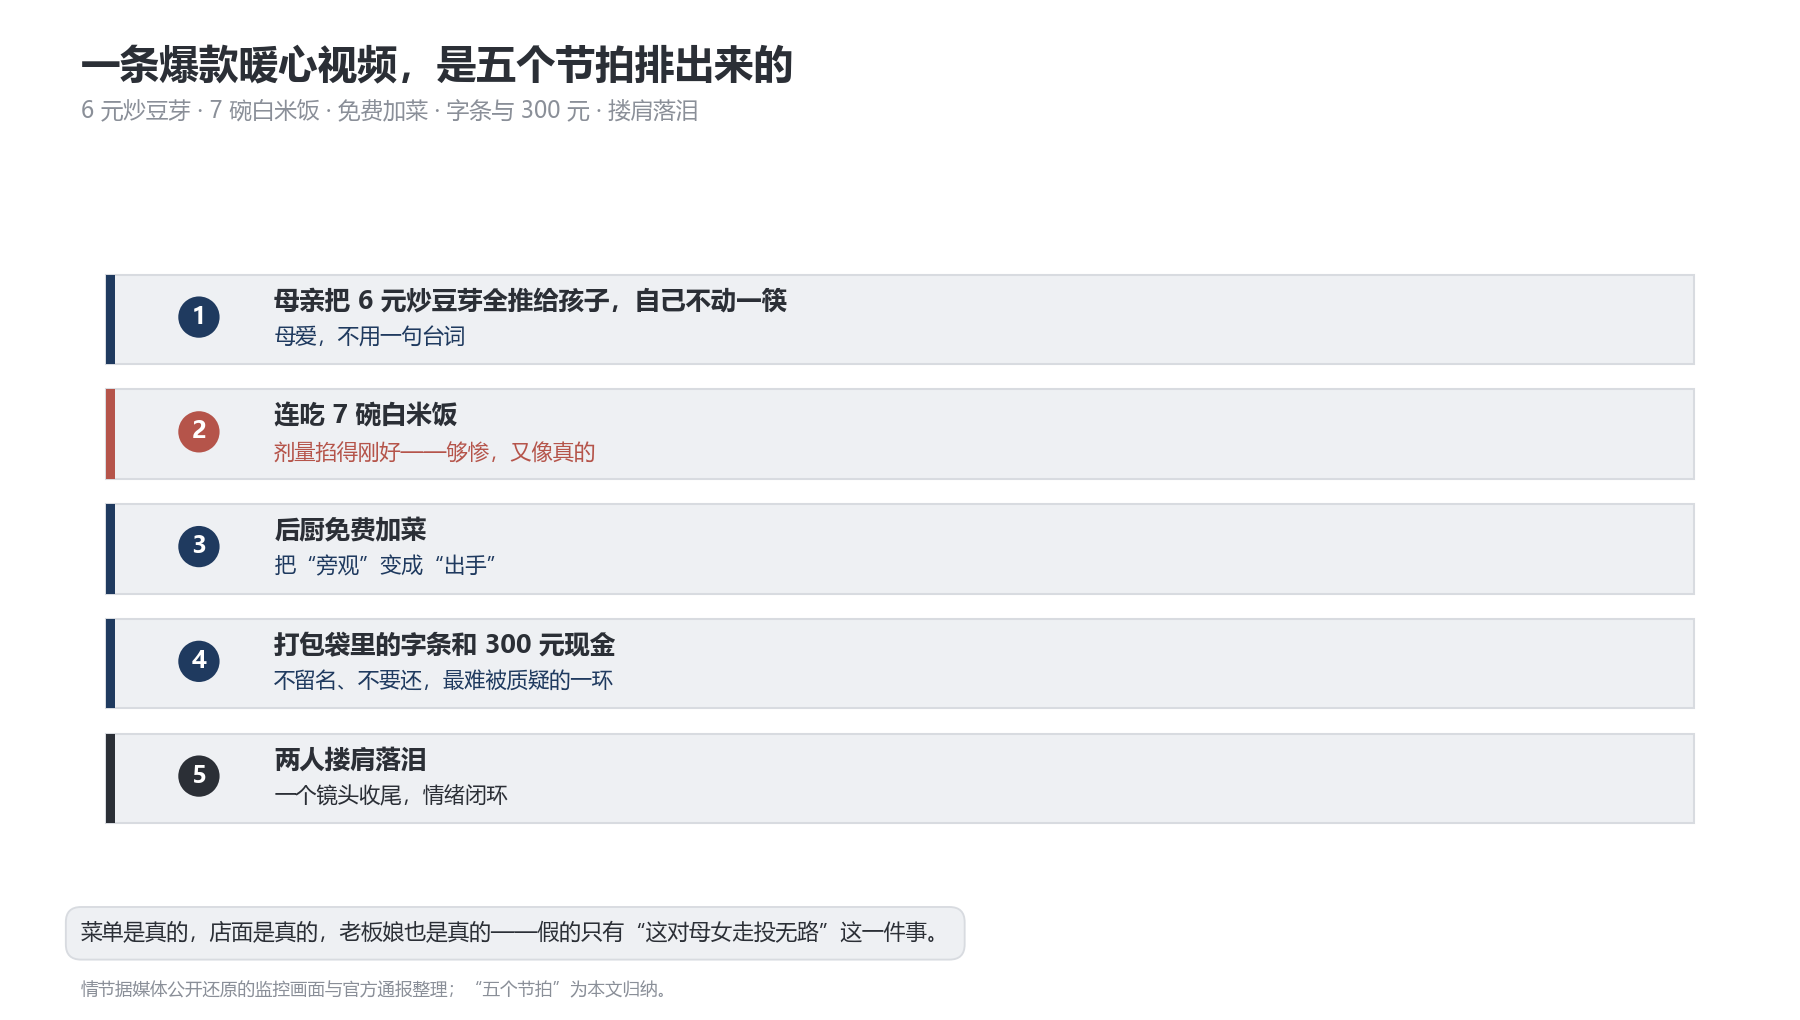 一条爆款暖心视频，是五个节拍排出来的
6 元炒豆芽 · 7 碗白米饭 · 免费加菜 · 字条与 300 元 · 搂肩落泪
1
母亲把 6 元炒豆芽全推给孩子，自己不动一筷
母爱，不用一句台词
2
连吃 7 碗白米饭
剂量掐得刚好——够惨，又像真的
3
后厨免费加菜
把“旁观”变成“出手”
4
打包袋里的字条和 300 元现金
不留名、不要还，最难被质疑的一环
5
两人搂肩落泪
一个镜头收尾，情绪闭环
菜单是真的，店面是真的，老板娘也是真的——假的只有“这对母女走投无路”这一件事。
情节据媒体公开还原的监控画面与官方通报整理；“五个节拍”为本文归纳。